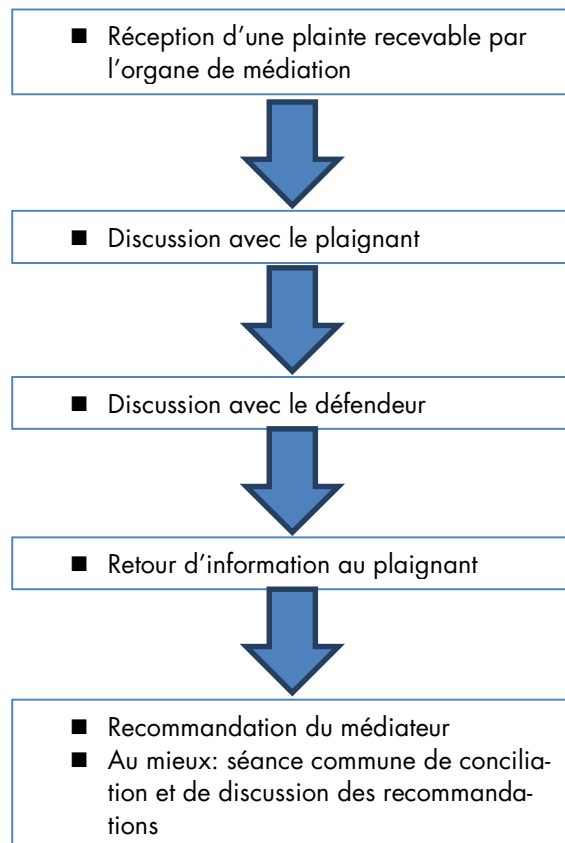 ■ Réception d’une plainte recevable par
l’organe de médiation
■ Discussion avec le plaignant
■ Discussion avec le défendeur
■ Retour d’information au plaignant
■ Recommandation du médiateur
■ Au mieux: séance commune de concilia-
tion et de discussion des recommanda-
tions